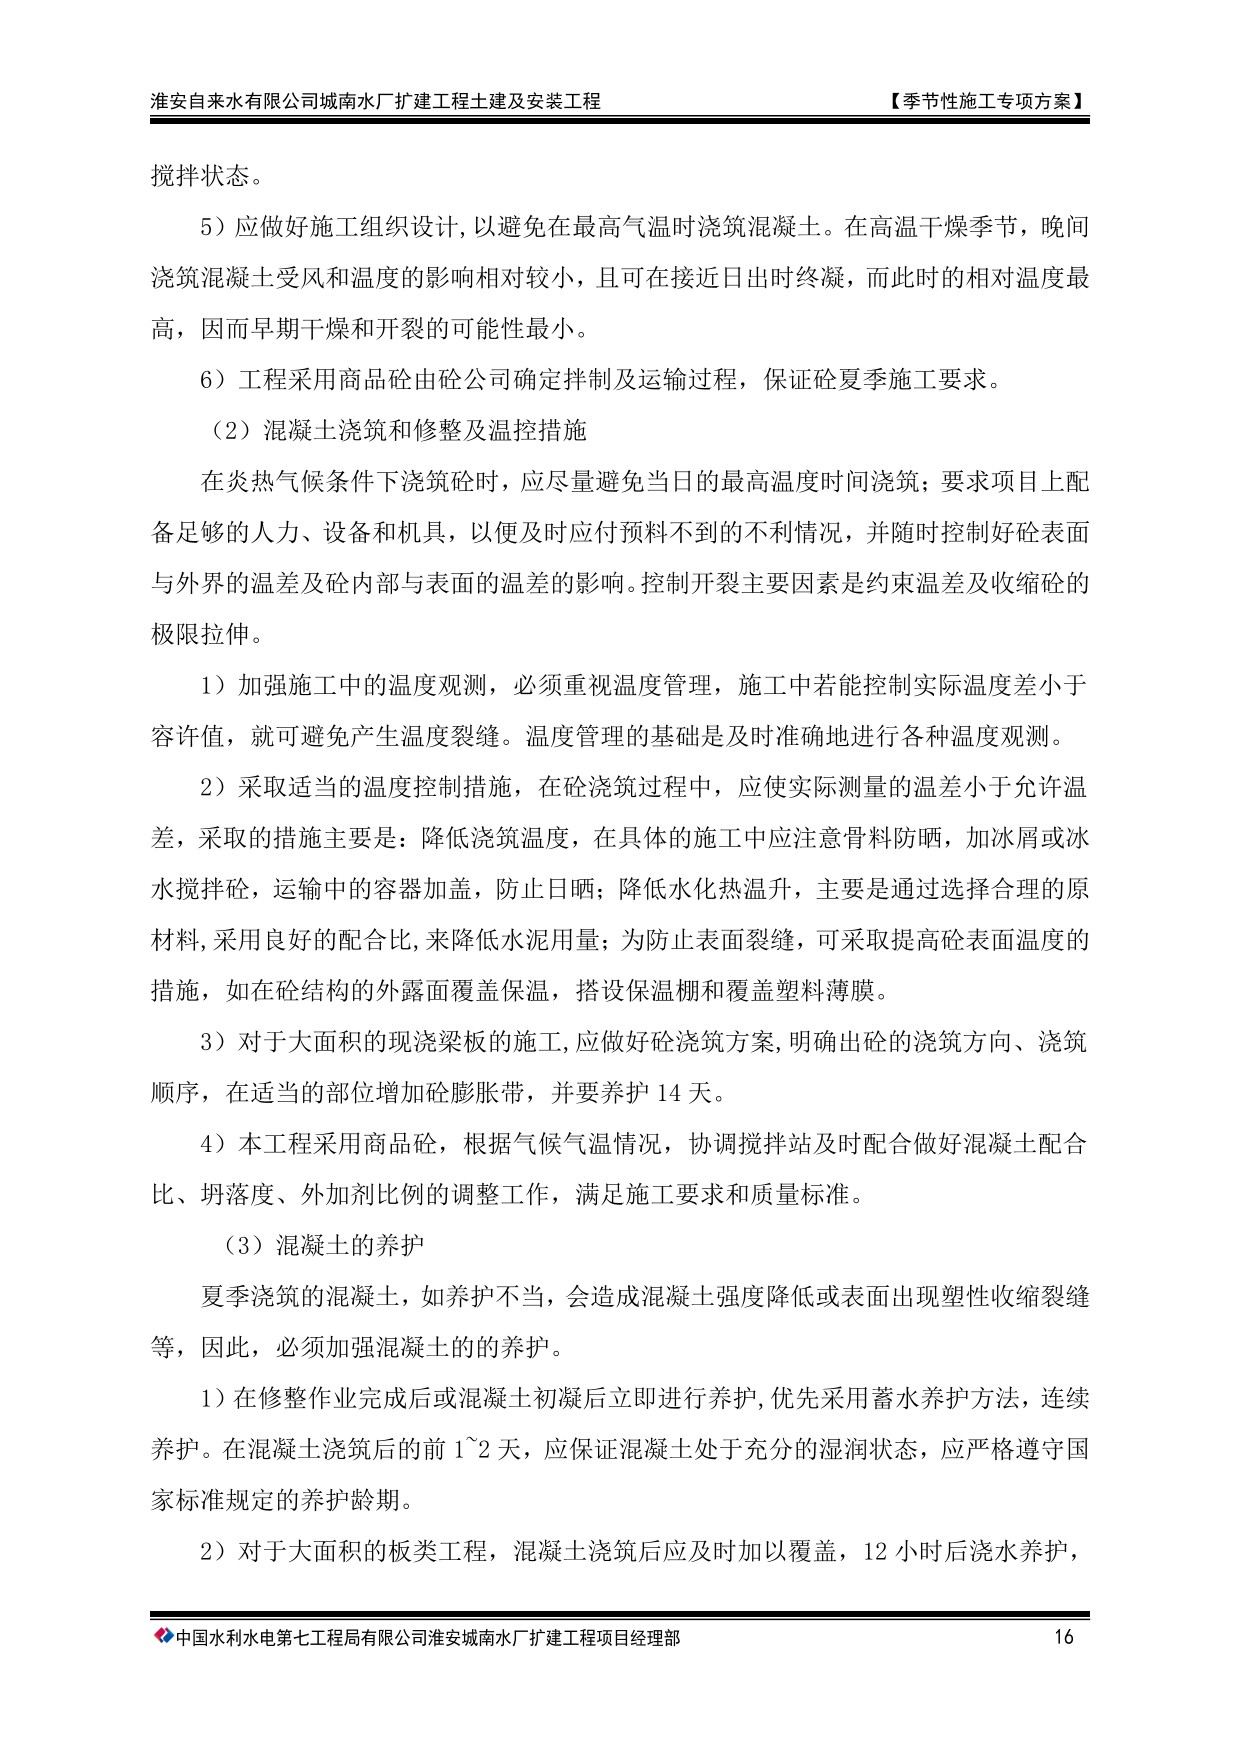 淮安自来水有限公司城南水厂扩建工程土建及安装工程 【季节性施工专项方案】
搅拌状态。
5）应做好施工组织设计,以避免在最高气温时浇筑混凝土。在高温干燥季节，晚间
浇筑混凝土受风和温度的影响相对较小，且可在接近日出时终凝，而此时的相对温度最
高，因而早期干燥和开裂的可能性最小。
6）工程采用商品砼由砼公司确定拌制及运输过程，保证砼夏季施工要求。
（2）混凝土浇筑和修整及温控措施
在炎热气候条件下浇筑砼时，应尽量避免当日的最高温度时间浇筑；要求项目上配
备足够的人力、设备和机具，以便及时应付预料不到的不利情况，并随时控制好砼表面
与外界的温差及砼内部与表面的温差的影响。控制开裂主要因素是约束温差及收缩砼的
极限拉伸。
1）加强施工中的温度观测，必须重视温度管理，施工中若能控制实际温度差小于
容许值，就可避免产生温度裂缝。温度管理的基础是及时准确地进行各种温度观测。
2）采取适当的温度控制措施，在砼浇筑过程中，应使实际测量的温差小于允许温
差，采取的措施主要是：降低浇筑温度，在具体的施工中应注意骨料防晒，加冰屑或冰
水搅拌砼，运输中的容器加盖，防止日晒；降低水化热温升，主要是通过选择合理的原
材料,采用良好的配合比,来降低水泥用量；为防止表面裂缝，可采取提高砼表面温度的
措施，如在砼结构的外露面覆盖保温，搭设保温棚和覆盖塑料薄膜。
3）对于大面积的现浇梁板的施工,应做好砼浇筑方案,明确出砼的浇筑方向、浇筑
顺序，在适当的部位增加砼膨胀带，并要养护 14 天。
4）本工程采用商品砼，根据气候气温情况，协调搅拌站及时配合做好混凝土配合
比、坍落度、外加剂比例的调整工作，满足施工要求和质量标准。
（3）混凝土的养护
夏季浇筑的混凝土，如养护不当，会造成混凝土强度降低或表面出现塑性收缩裂缝
等，因此，必须加强混凝土的的养护。
1）在修整作业完成后或混凝土初凝后立即进行养护,优先采用蓄水养护方法，连续
养护。在混凝土浇筑后的前 1~2 天，应保证混凝土处于充分的湿润状态，应严格遵守国
家标准规定的养护龄期。
2）对于大面积的板类工程，混凝土浇筑后应及时加以覆盖，12 小时后浇水养护，
中国水利水电第七工程局有限公司淮安城南水厂扩建工程项目经理部 16